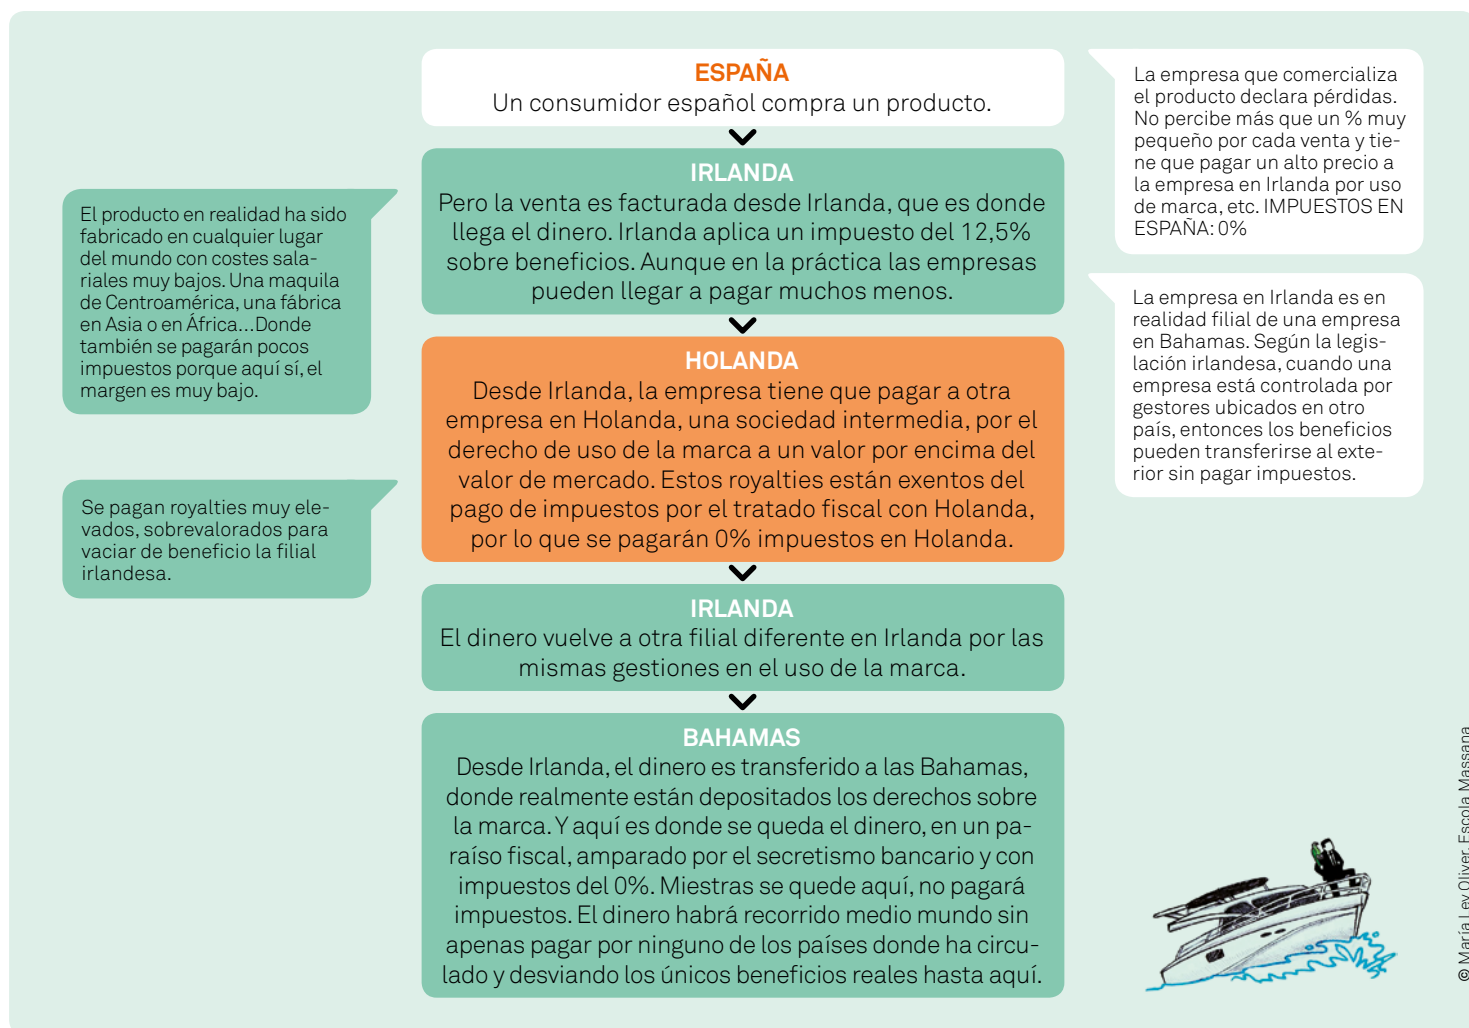 ESPAÑA
Un consumidor español compra un producto.
La empresa que comercializa
el producto declara pérdidas.
No percibe más que un % muy
pequeño por cada venta y tie-
ne que pagar un alto precio a
la empresa en Irlanda por uso
de marca, etc. IMPUESTOS EN
ESPAÑA: 0%
IRLANDA
Pero la venta es facturada desde Irlanda, que es donde
llega el dinero. Irlanda aplica un impuesto del 12,5%
sobre beneficios. Aunque en la práctica las empresas
pueden llegar a pagar muchos menos.
El producto en realidad ha sido
fabricado en cualquier lugar
del mundo con costes sala-
riales muy bajos. Una maquila
de Centroamérica, una fábrica
en Asia o en África...Donde
también se pagarán pocos
impuestos porque aquí sí, el
margen es muy bajo.
La empresa en Irlanda es en
realidad filial de una empresa
en Bahamas. Según la legis-
lación irlandesa, cuando una
empresa está controlada por
gestores ubicados en otro
país, entonces los beneficios
pueden transferirse al exte-
rior sin pagar impuestos.
HOLANDA
Desde Irlanda, la empresa tiene que pagar a otra
empresa en Holanda, una sociedad intermedia, por el
derecho de uso de la marca a un valor por encima del
valor de mercado. Estos royalties están exentos del
pago de impuestos por el tratado fiscal con Holanda,
por lo que se pagarán 0% impuestos en Holanda.
Se pagan royalties muy ele-
vados, sobrevalorados para
vaciar de beneficio la filial
irlandesa.
IRLANDA
El dinero vuelve a otra filial diferente en Irlanda por las
mismas gestiones en el uso de la marca.
BAHAMAS
Desde Irlanda, el dinero es transferido a las Bahamas,
donde realmente están depositados los derechos sobre
la marca. Y aquí es donde se queda el dinero, en un pa-
raíso fiscal, amparado por el secretismo bancario y con
impuestos del 0%. Miestras se quede aquí, no pagará
impuestos. El dinero habrá recorrido medio mundo sin
apenas pagar por ninguno de los países donde ha circu-
lado y desviando los únicos beneficios reales hasta aquí.
© María Ley Oliver. Escola Massana